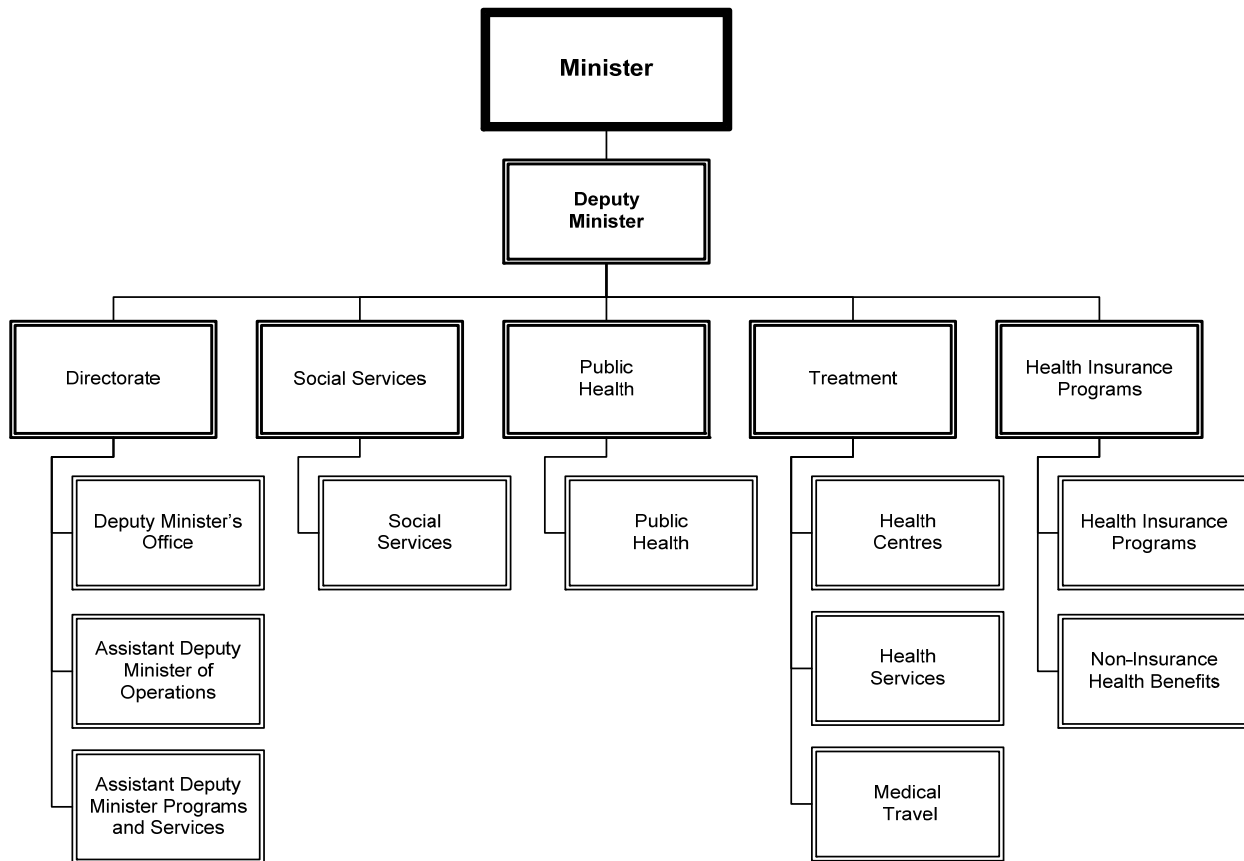 Minister
Deputy
Minister
Directorate
Social Services
Public
Health
Treatment
Health Insurance
Programs
Deputy Minister's
Office
Social
Services
Public
Health
Health
Centres
Health Insurance
Programs
Assistant Deputy
Minister of
Operations
Health
Services
Non-Insurance
Health Benefits
Assistant Deputy
Minister Programs
and Services
Medical
Travel